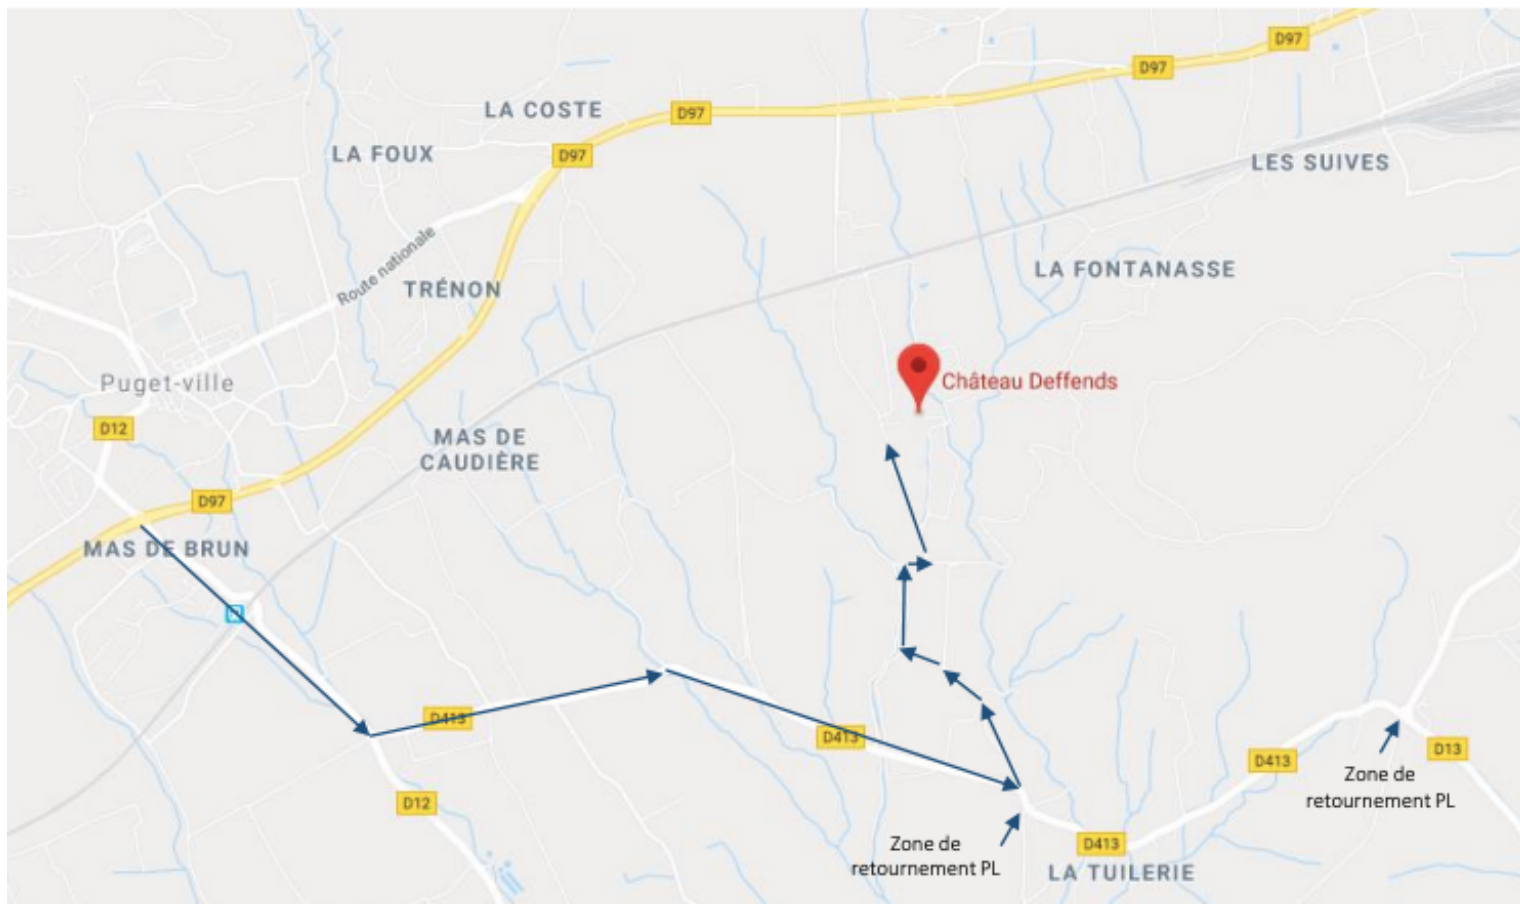 D97
D97
LA COSTE
D97
LA FOUX
D97
LES SUIVES
Route nationale
TRÉNON
LA FONTANASSE
Puget-ville
Château Deffends
D12
MAS DE
CAUDIÈRE
D97
MAS DE BRUN
D413
D413
D13
D413
Zone de
retournement PL
D12
Zone de
retournement PL
D413
LA TUILERIE